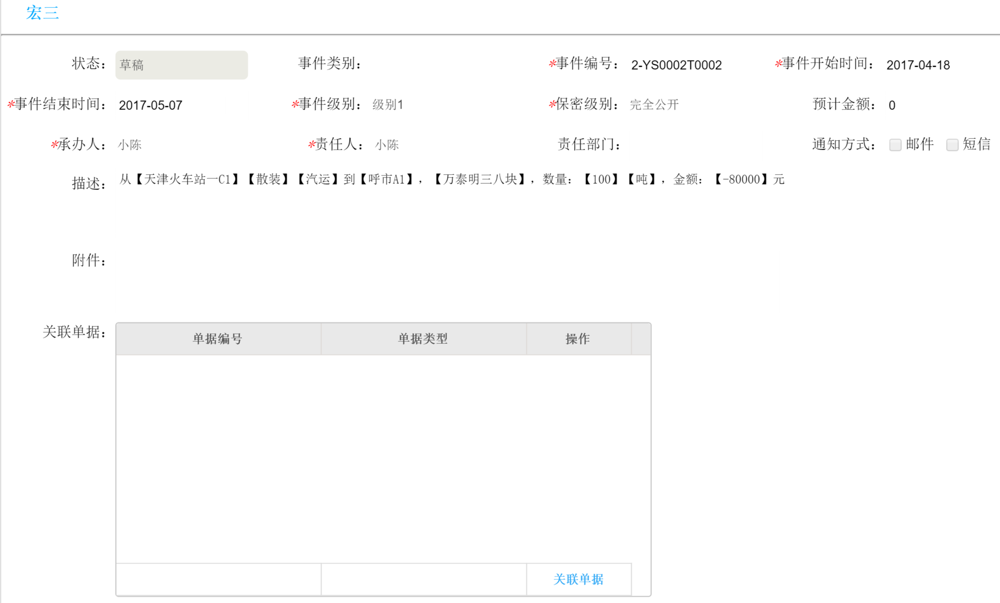 宏三
状态： 草稿 事件类别： *事件编号： 2-YS0002T0002 *事件开始时间： 2017-04-18
*事件结束时间： 2017-05-07 *事件级别： 级别1 *保密级别： 完全公开 预计金额： 0
*承办人： 小陈 *责任人： 小陈 责任部门： 通知方式： 邮件 短信
描述： 从【天津火车站一C1】【散装】【汽运】到【呼市A1】，【万泰明三八块】，数量：【100】【吨】，金额：【-80000】元
附件：
关联单据： 单据编号 单据类型 操作
关联单据